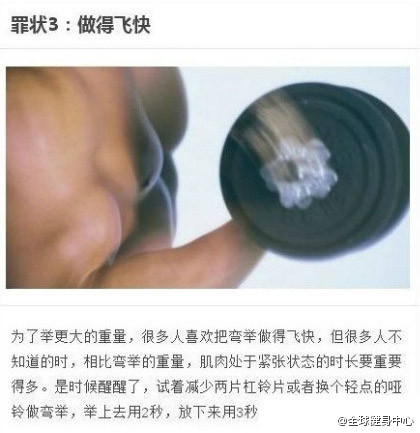 罪状3：做得飞快
为了举更大的重量，很多人喜欢把弯举做得飞快，但很多人不
知道的时，相比弯举的重量，肌肉处于紧张状态的时长要重要
得多。是时候醒醒了，试着减少两片杠铃片或者换个轻点的哑
铃做弯举，举上去用2秒，放下来用3秒
@全球健身中心